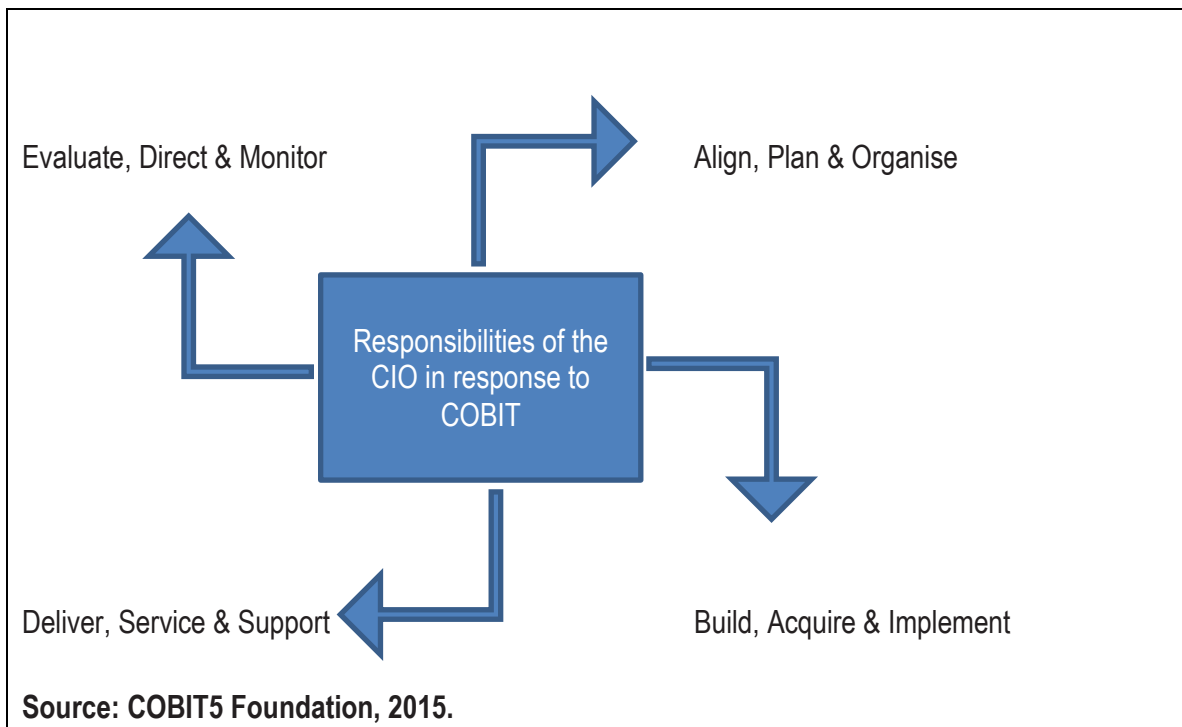 Evaluate, Direct & Monitor
Align, Plan & Organise
Responsibilities of the
CIO in response to
COBIT
Deliver, Service & Support
Build, Acquire & Implement
Source: COBIT5 Foundation, 2015.